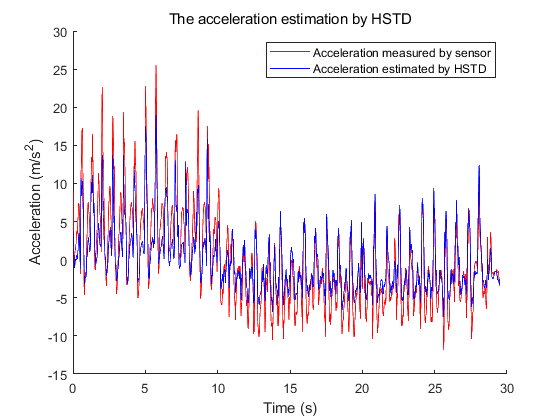 The acceleration estimation by HSTD
30
25
20
15
10
5
0
-5
-10
-15
Acceleration (m/s²)
Acceleration measured by sensor
Acceleration estimated by HSTD
0 5 10 15 20 25 30
Time (s)